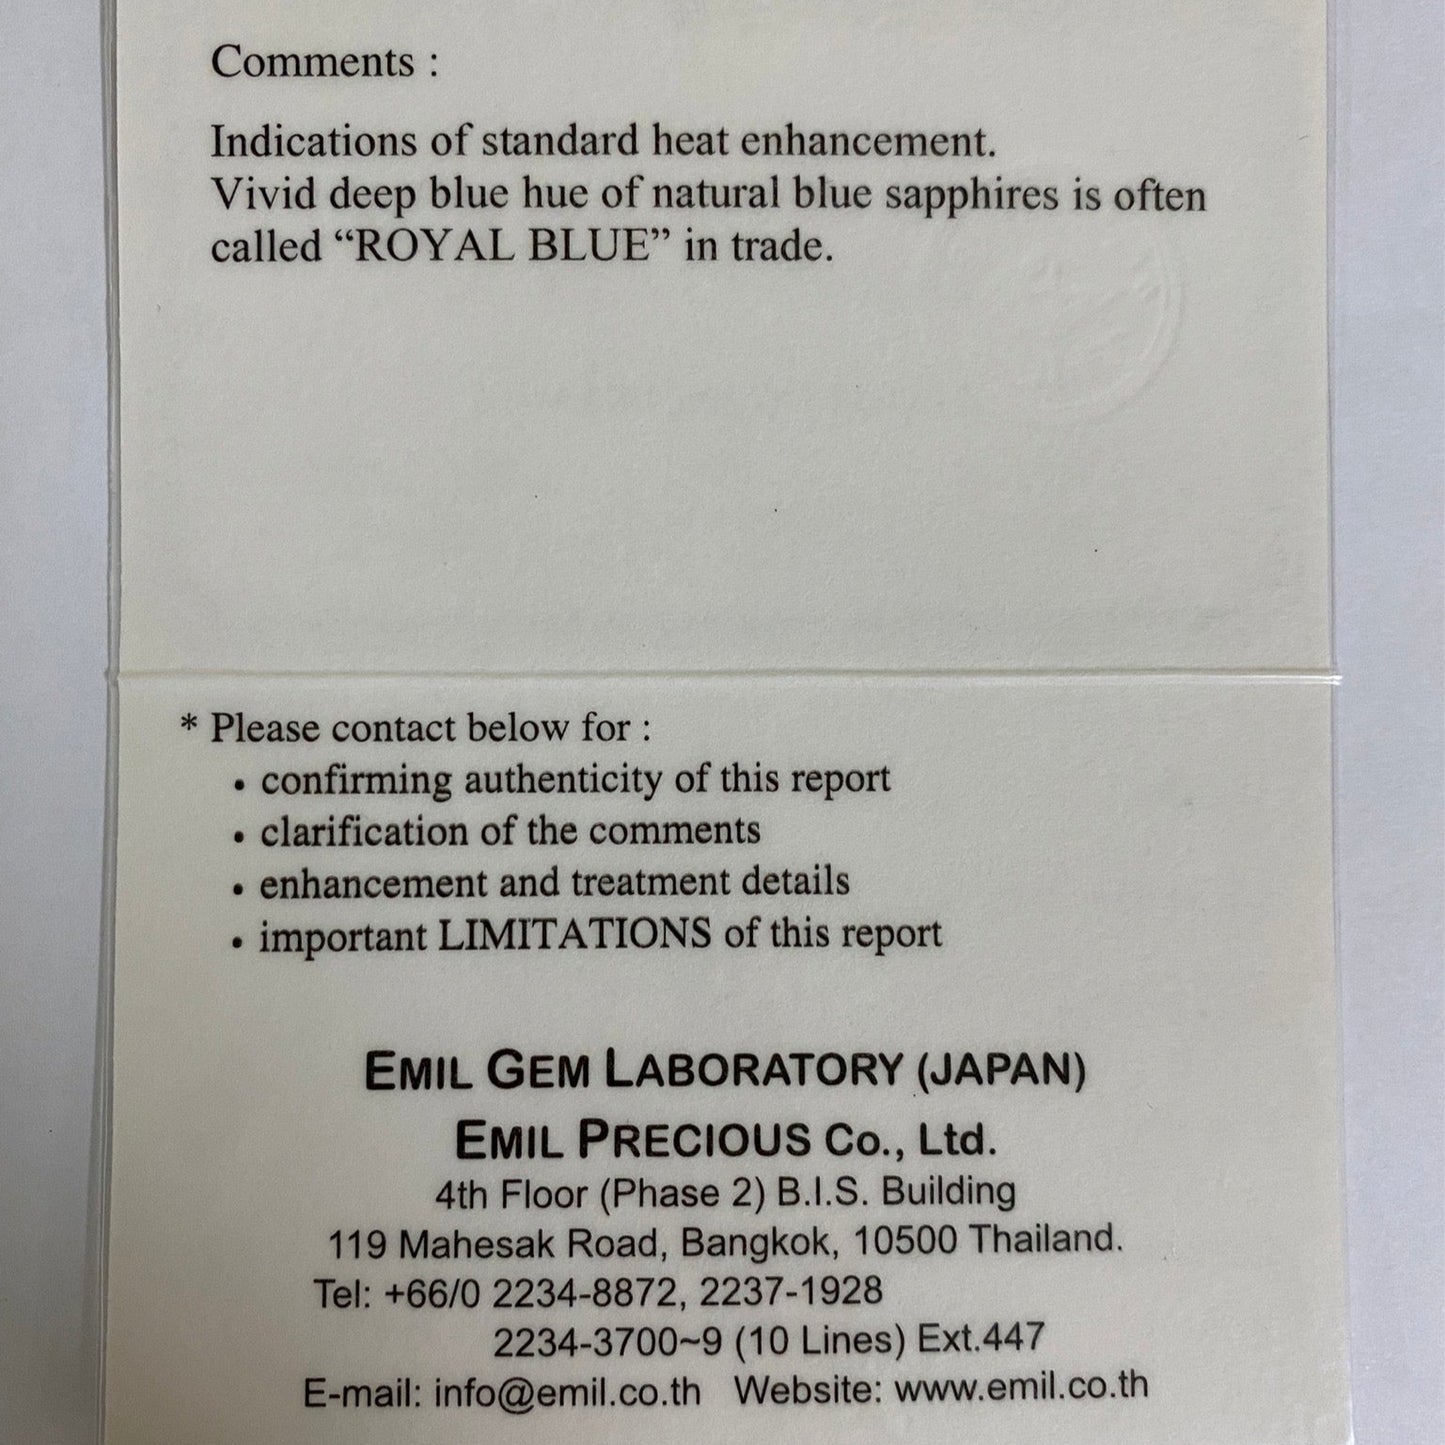 Comments :
Indications of standard heat enhancement.
Vivid deep blue hue of natural blue sapphires is often
called “ROYAL BLUE” in trade.
* Please contact below for :
• confirming authenticity of this report
• clarification of the comments
• enhancement and treatment details
• important LIMITATIONS of this report
EMIL GEM LABORATORY (JAPAN)
EMIL PRECIOUS Co., Ltd.
4th Floor (Phase 2) B.I.S. Building
119 Mahesak Road, Bangkok, 10500 Thailand.
Tel: +66/0 2234-8872, 2237-1928
2234-3700~9 (10 Lines) Ext.447
E-mail: info@emil.co.th Website: www.emil.co.th